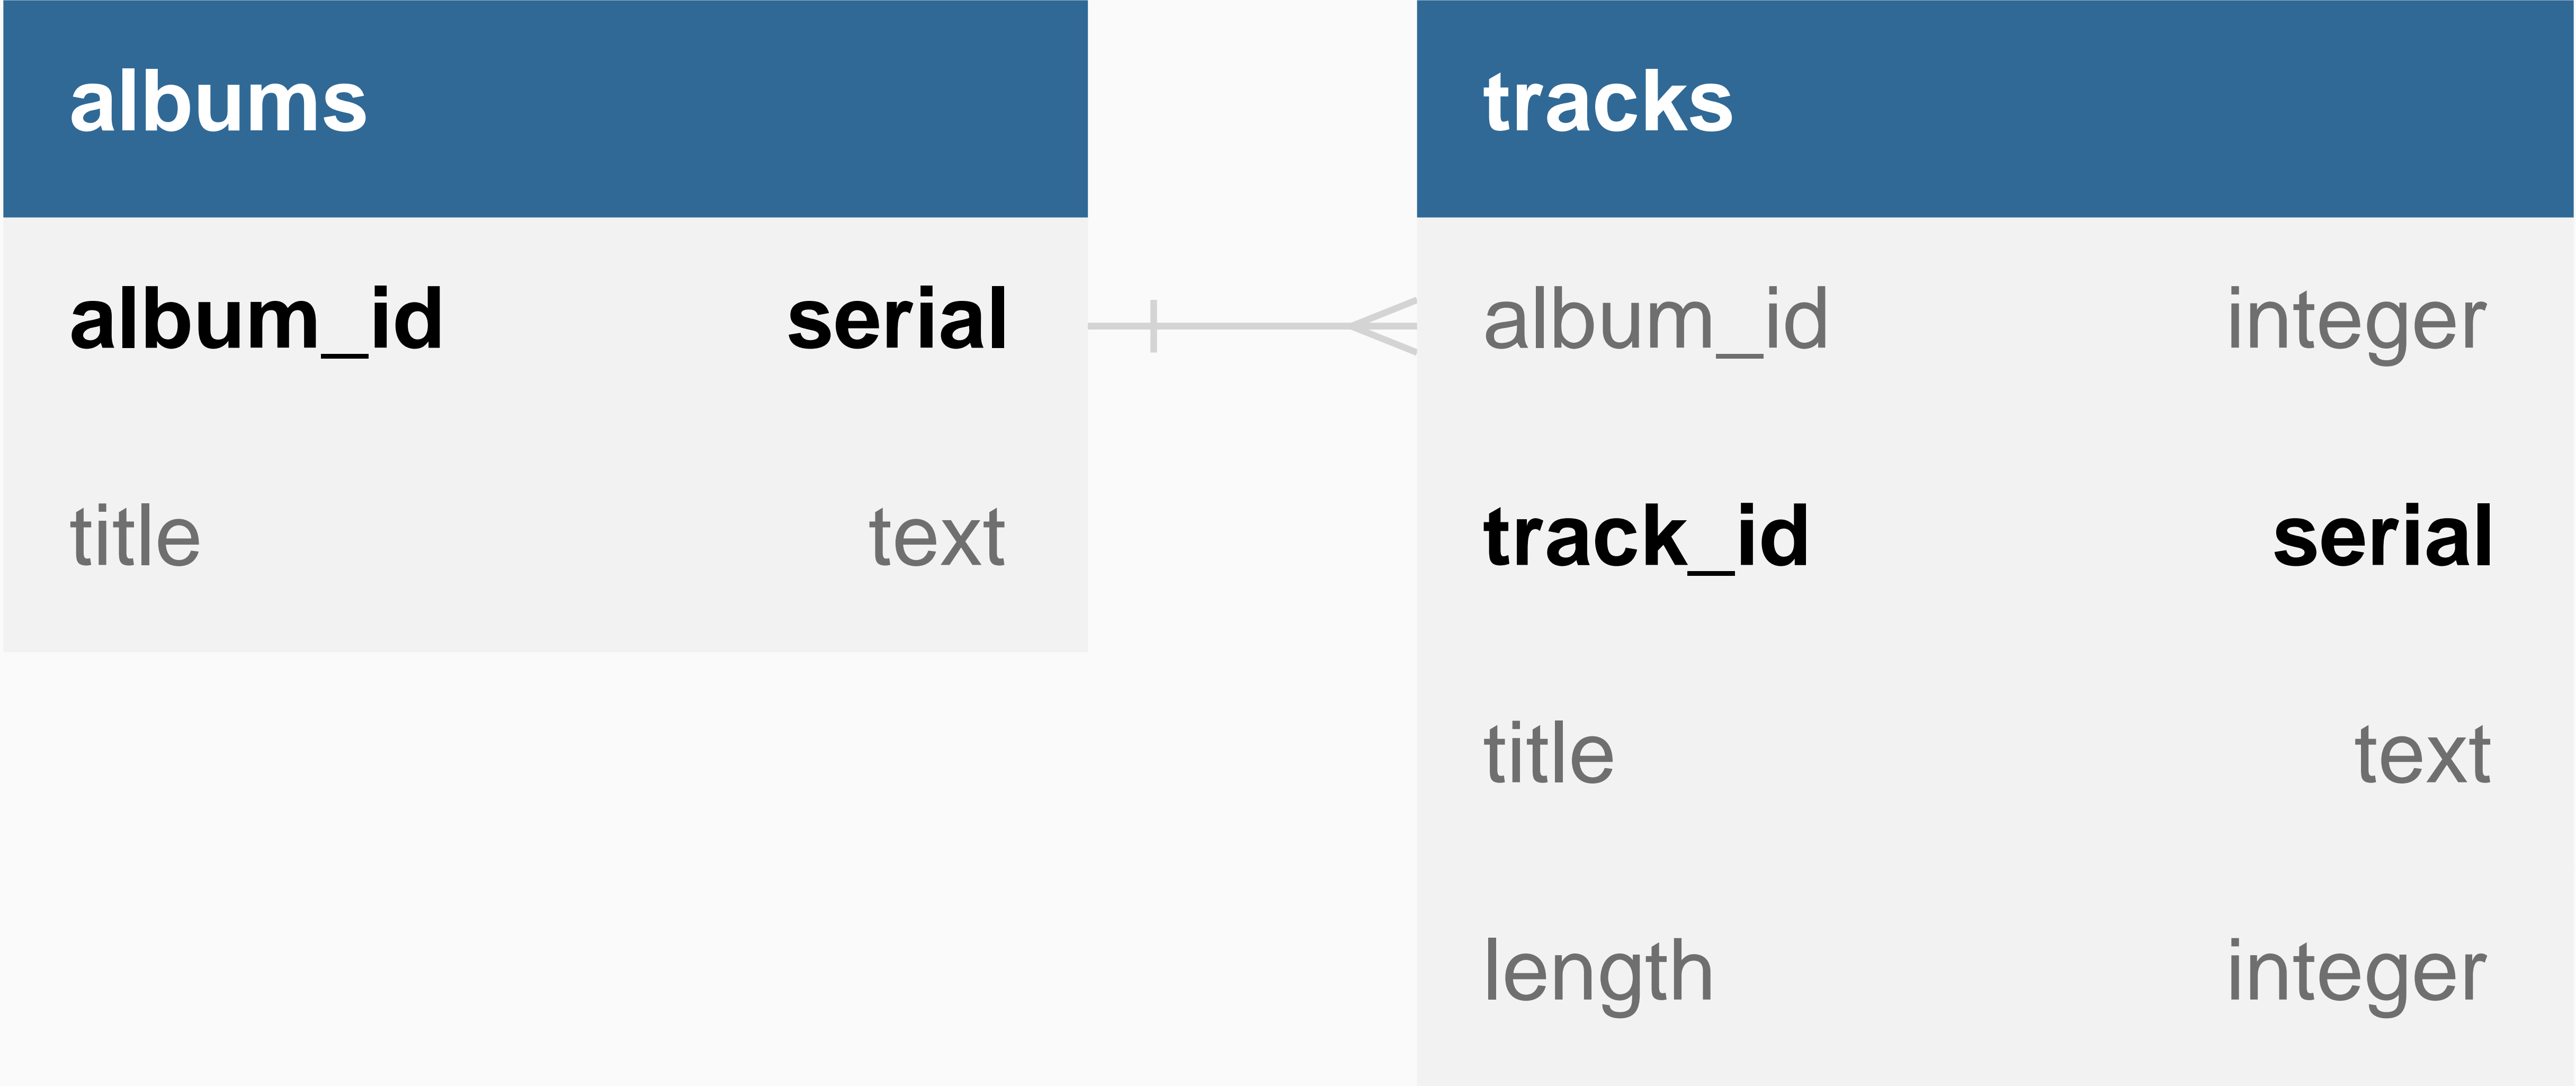 albums
album_id serial
title text
tracks
album_id integer
track_id serial
title text
length integer